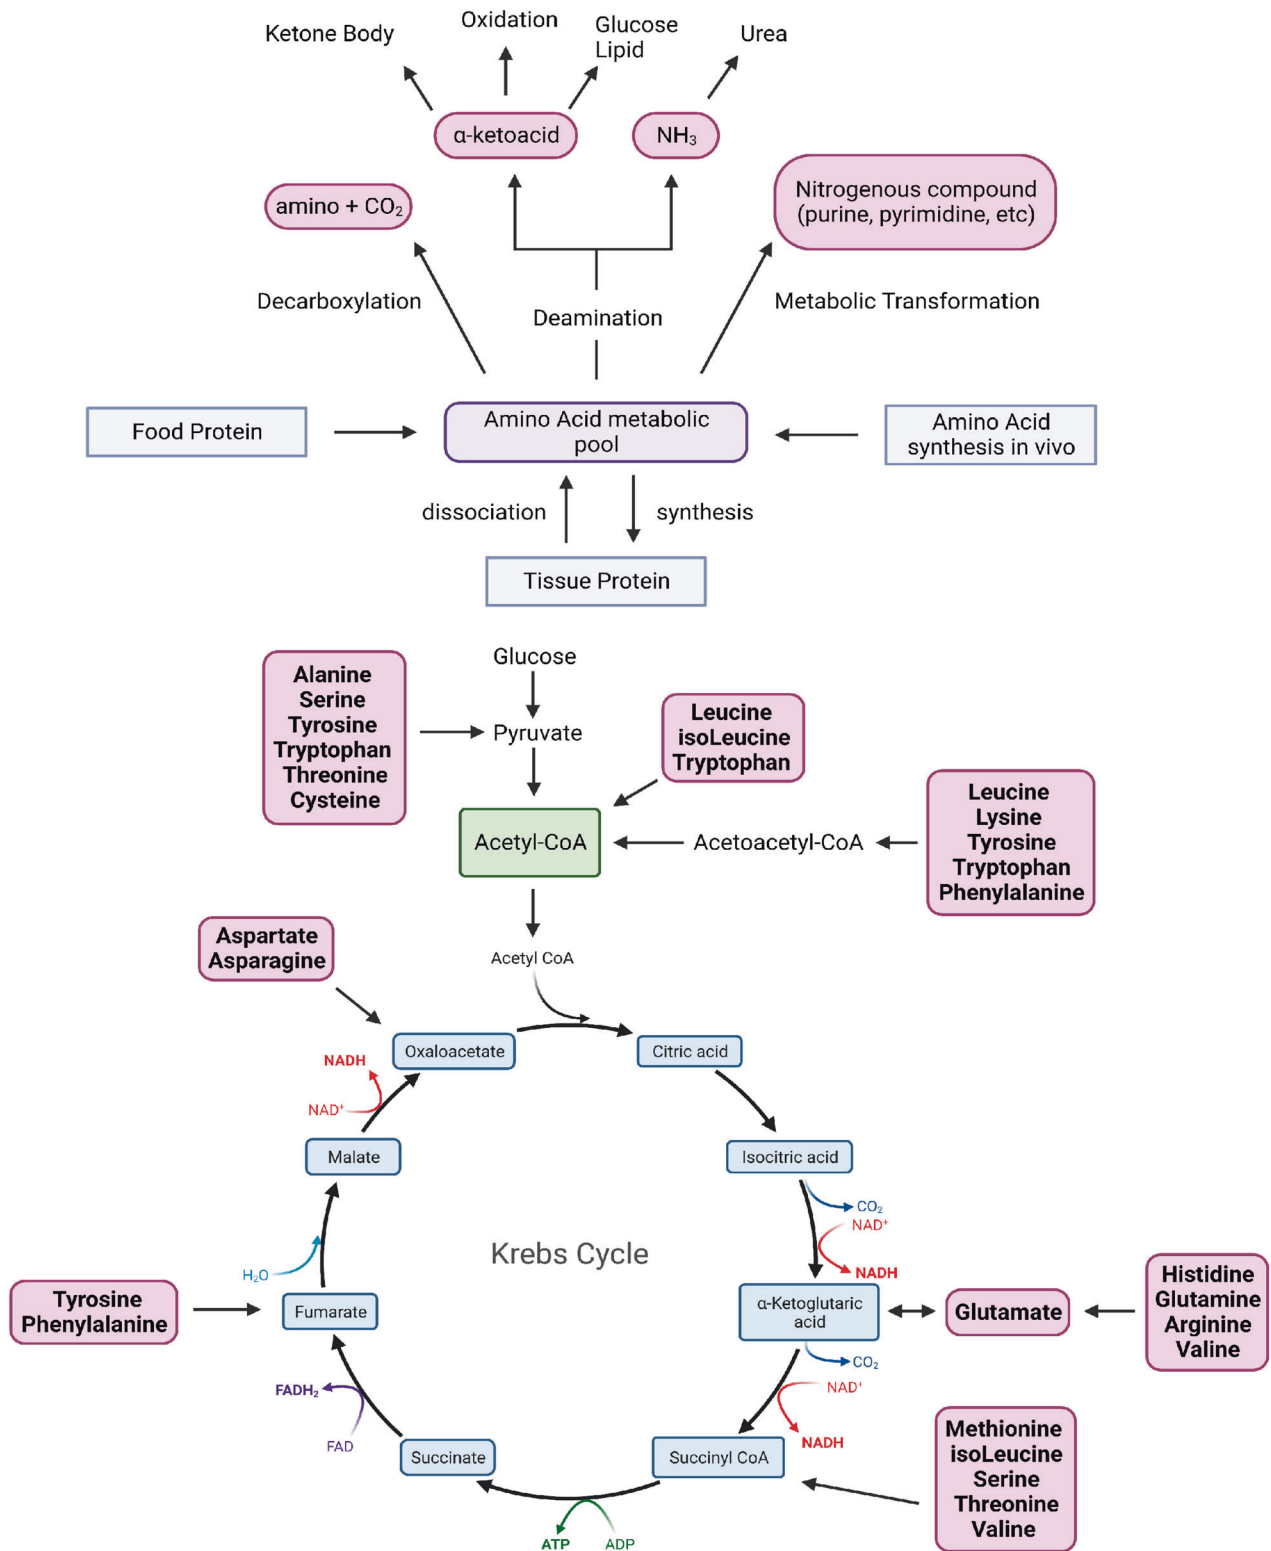 Ketone Body
Oxidation
Glucose
Lipid
Urea
α-ketoacid
NH₃
amino + CO₂
Nitrogenous compound
(purine, pyrimidine, etc)
Decarboxylation
Deamination
Metabolic Transformation
Food Protein
Amino Acid metabolic
pool
Amino Acid
synthesis in vivo
dissociation
synthesis
Tissue Protein
Glucose
Alanine
Serine
Tyrosine
Tryptophan
Threonine
Cysteine
Pyruvate
Leucine
isoLeucine
Tryptophan
Acetyl-CoA
Acetoacetyl-CoA
Leucine
Lysine
Tyrosine
Tryptophan
Phenylalanine
Aspartate
Asparagine
Acetyl CoA
Oxaloacetate
Citric acid
NADH
NAD⁺
Malate
Isocitric acid
CO₂
NAD⁺
NADH
Krebs Cycle
H₂O
Tyrosine
Phenylalanine
Fumarate
α-Ketoglutaric
acid
Glutamate
Histidine
Glutamine
Arginine
Valine
CO₂
NAD⁺
NADH
FADH₂
FAD
Succinate
Succinyl CoA
Methionine
isoLeucine
Serine
Threonine
Valine
ATP
ADP